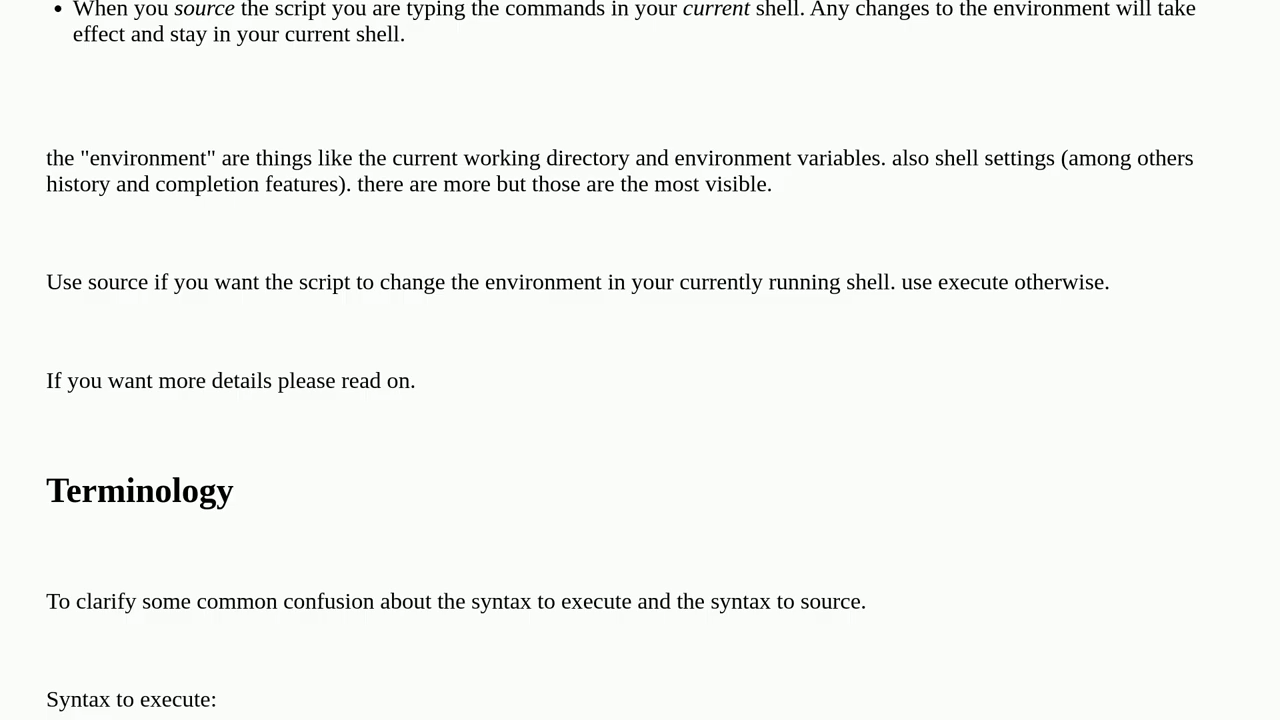 • When you source the script you are typing the commands in your current shell. Any changes to the environment will take
effect and stay in your current shell.
the "environment" are things like the current working directory and environment variables. also shell settings (among others
history and completion features). there are more but those are the most visible.
Use source if you want the script to change the environment in your currently running shell. use execute otherwise.
If you want more details please read on.
Terminology
To clarify some common confusion about the syntax to execute and the syntax to source.
Syntax to execute: